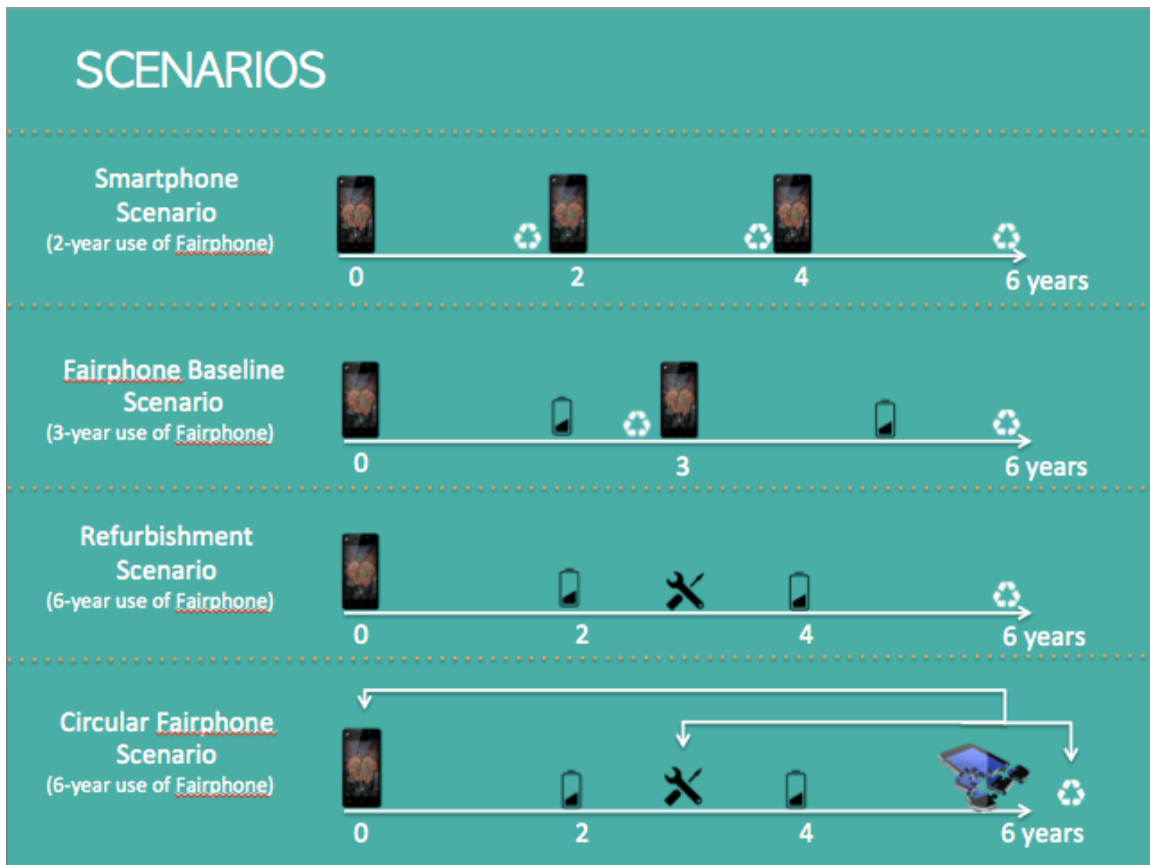 SCENARIOS
Smartphone
Scenario
(2-year use of Fairphone)
0 2 4 6 years
Fairphone Baseline
Scenario
(3-year use of Fairphone)
0 3 6 years
Refurbishment
Scenario
(6-year use of Fairphone)
0 2 4 6 years
Circular Fairphone
Scenario
(6-year use of Fairphone)
0 2 4 6 years